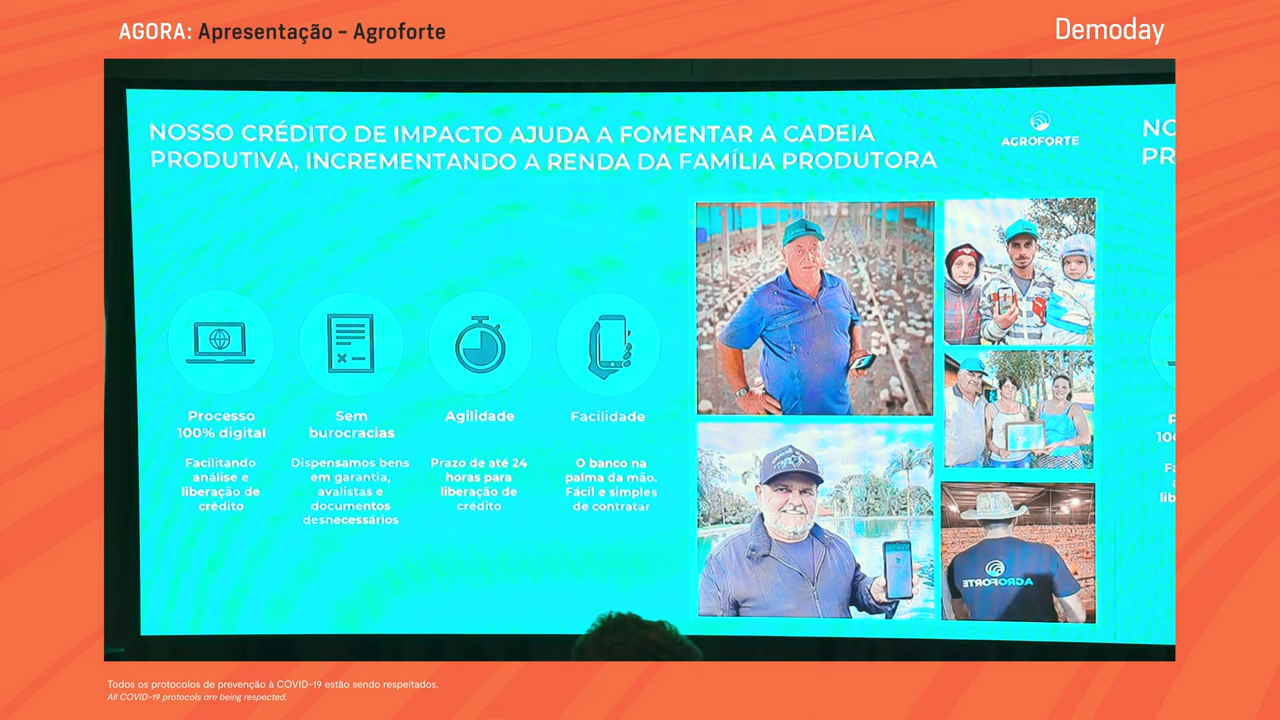 AGORA: Apresentação - Agroforte
Demoday
NOSSO CRÉDITO DE IMPACTO AJUDA A FOMENTAR A CADEIA
PRODUTIVA, INCREMENTANDO A RENDA DA FAMÍLIA PRODUTORA
AGROFORTE
NO
PR
Processo
100% digital
Facilitando
análise e
liberação de
crédito
Sem
burocracias
Dispensamos bens
em garantia,
avalistas e
documentos
desnecessários
Agilidade
Prazo de até 24
horas para
liberação de
crédito
Facilidade
O banco na
palma da mão.
Fácil e simples
de contratar
AGROFORTE
Todos os protocolos de prevenção à COVID-19 estão sendo respeitados.
All COVID-19 protocols are being respected.